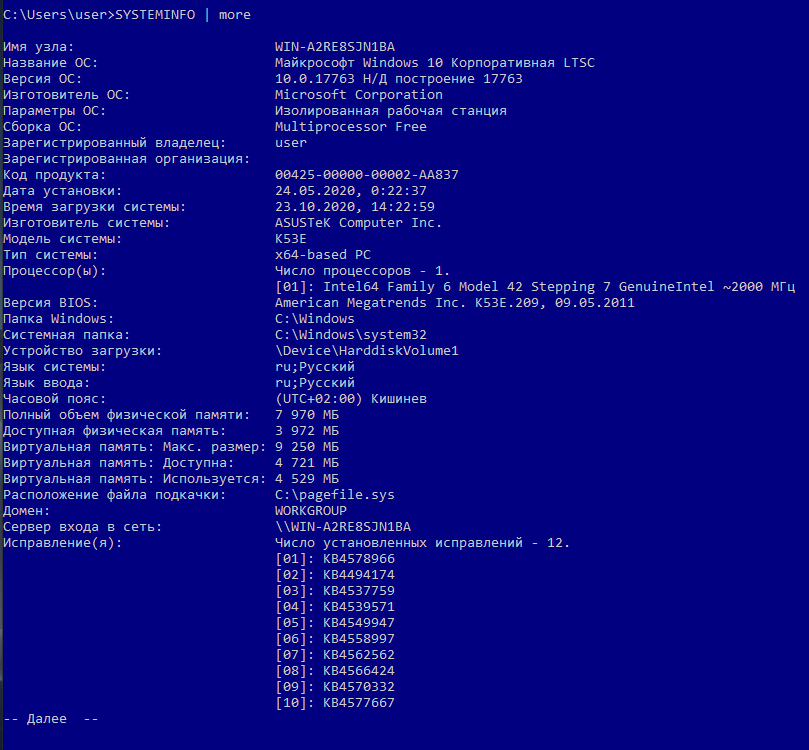 C:\Users\user>SYSTEMINFO | more
Имя узла: WIN-A2RE8SJN1BA
Название ОС: Майкрософт Windows 10 Корпоративная LTSC
Версия ОС: 10.0.17763 Н/Д построение 17763
Изготовитель ОС: Microsoft Corporation
Параметры ОС: Изолированная рабочая станция
Сборка ОС: Multiprocessor Free
Зарегистрированный владелец: user
Зарегистрированная организация:
Код продукта: 00425-00000-00002-AA837
Дата установки: 24.05.2020, 0:22:37
Время загрузки системы: 23.10.2020, 14:22:59
Изготовитель системы: ASUSTeK Computer Inc.
Модель системы: K53E
Тип системы: x64-based PC
Процессор(ы): Число процессоров - 1.
[01]: Intel64 Family 6 Model 42 Stepping 7 GenuineIntel ~2000 МГц
Версия BIOS: American Megatrends Inc. K53E.209, 09.05.2011
Папка Windows: C:\Windows
Системная папка: C:\Windows\system32
Устройство загрузки: \Device\HarddiskVolume1
Язык системы: ru;Русский
Язык ввода: ru;Русский
Часовой пояс: (UTC+02:00) Кишинев
Полный объем физической памяти: 7 970 МБ
Доступная физическая память: 3 972 МБ
Виртуальная память: Макс. размер: 9 250 МБ
Виртуальная память: Доступна: 4 721 МБ
Виртуальная память: Используется: 4 529 МБ
Расположение файла подкачки: C:\pagefile.sys
Домен: WORKGROUP
Сервер входа в сеть: \\WIN-A2RE8SJN1BA
Исправление(я): Число установленных исправлений - 12.
[01]: KB4578966
[02]: KB4494174
[03]: KB4537759
[04]: KB4539571
[05]: KB4549947
[06]: KB4558997
[07]: KB4562562
[08]: KB4566424
[09]: KB4570332
[10]: KB4577667
-- Далее --